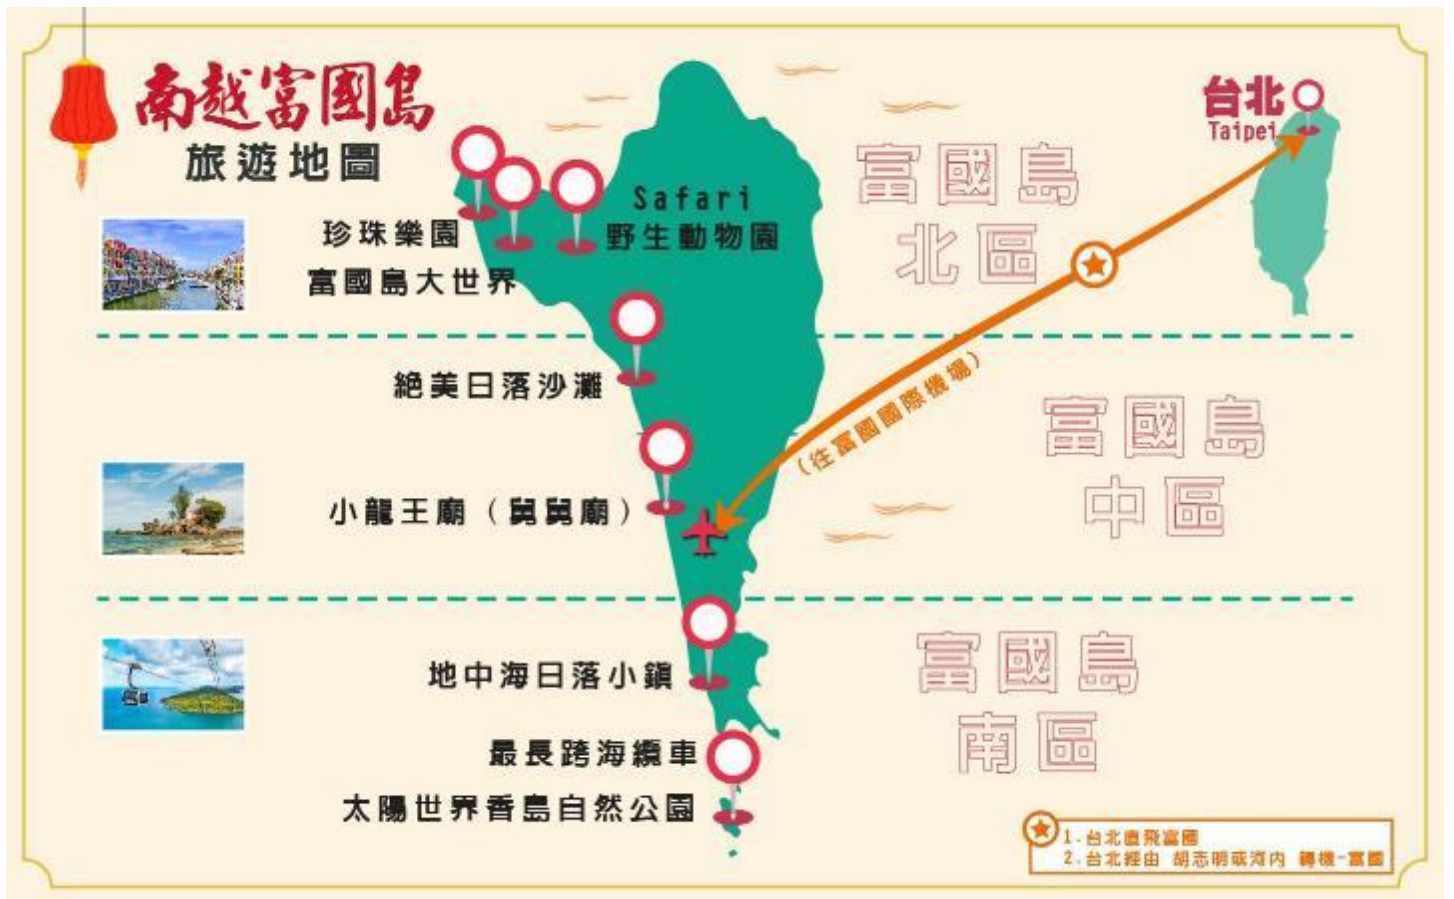 南越富國島
旅遊地圖
台北
Taipei
富國島
北區
Safari
野生動物園
珍珠樂園
富國島大世界
絕美日落沙灘
(往富國國際機場)
富國島
中區
小龍王廟（舅舅廟）
地中海日落小鎮
富國島
南區
最長跨海纜車
太陽世界香島自然公園
1.台北直飛富國
2.台北經由 胡志明或河內 轉機-富國